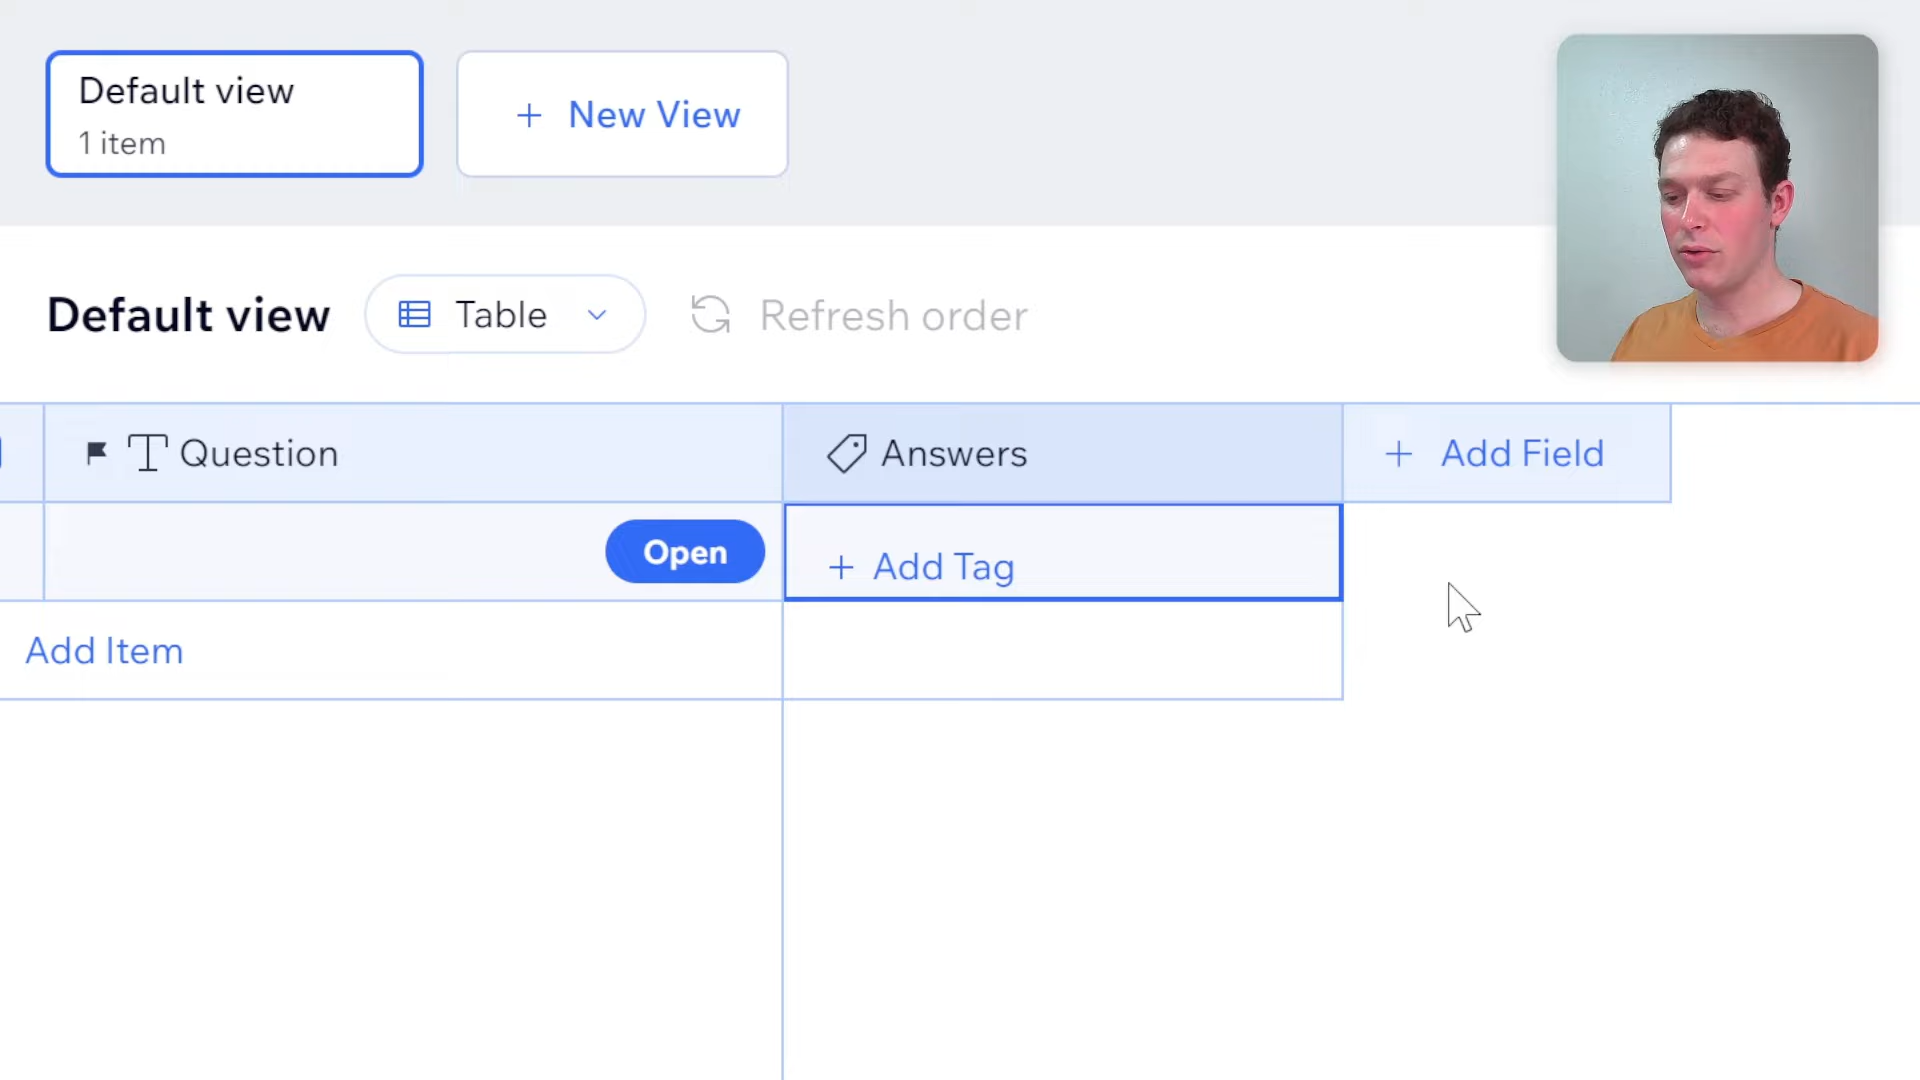 Default view
1 item
+ New View
Default view
Table
Refresh order
Question
Answers
+ Add Field
Open
+ Add Tag
Add Item